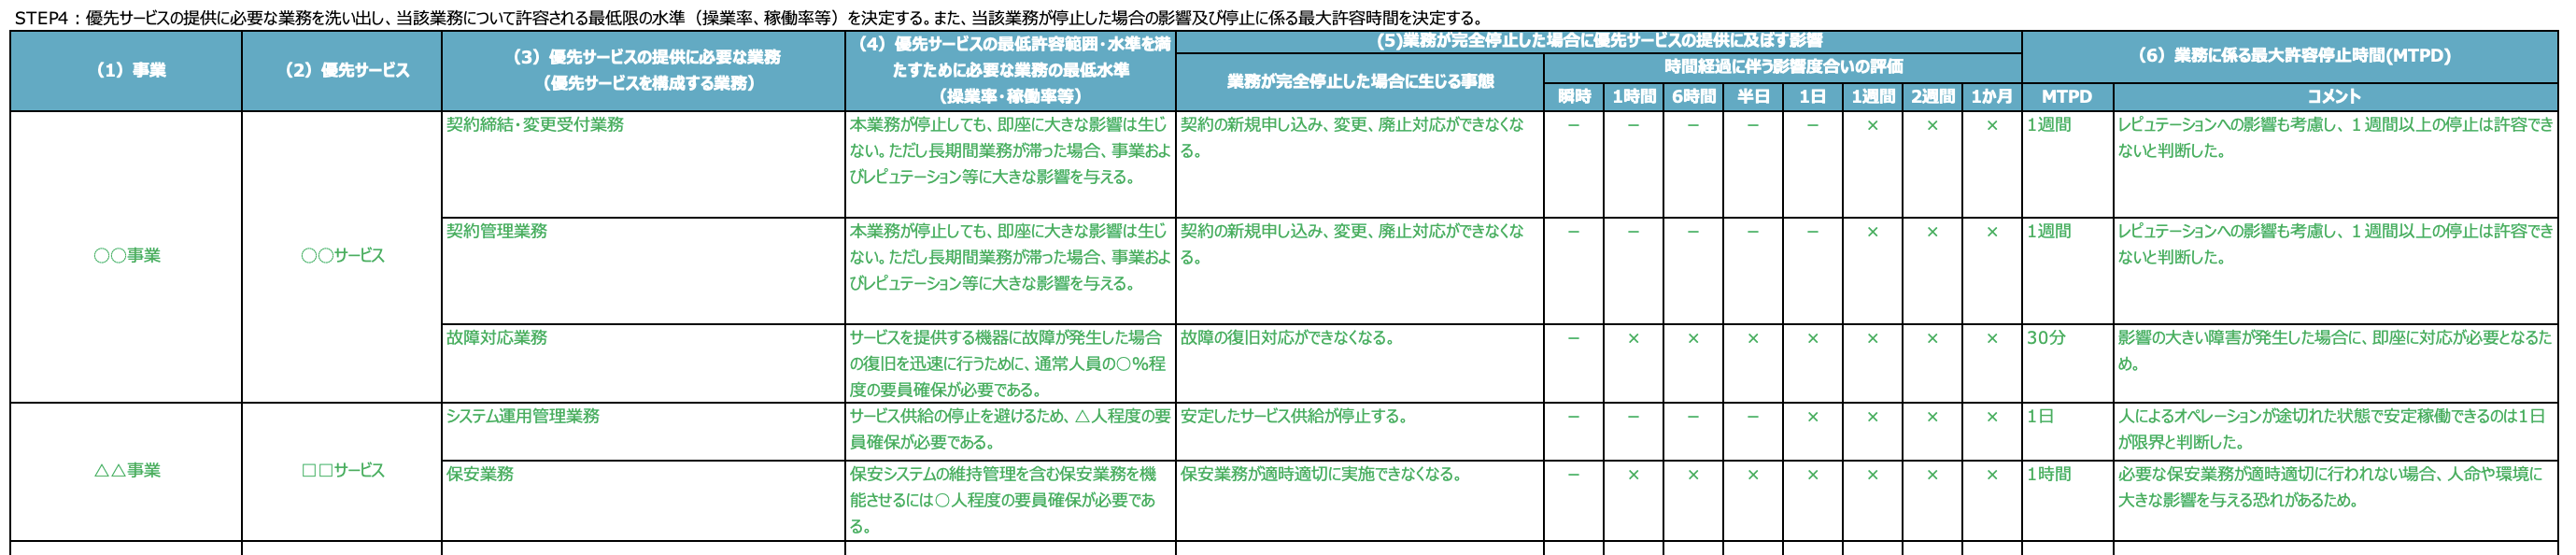 STEP4：優先サービスの提供に必要な業務を洗い出し、当該業務について許容される最低限の水準（操業率、稼働率等）を決定する。また、当該業務が停止した場合の影響及び停止に係る最大許容時間を決定する。
（1）事業
（2）優先サービス
（3）優先サービスの提供に必要な業務
（優先サービスを構成する業務）
（4）優先サービスの最低許容範囲・水準を満
たすために必要な業務の最低水準
（操業率・稼働率等）
(5)業務が完全停止した場合に優先サービスの提供に及ぼす影響
業務が完全停止した場合に生じる事態
時間経過に伴う影響度合いの評価
瞬時 1時間 6時間 半日 1日 1週間 2週間 1か月
（6）業務に係る最大許容停止時間(MTPD)
MTPD コメント
○○事業
○○サービス
契約締結・変更受付業務
本業務が停止しても、即座に大きな影響は生じ
ない。ただし長期間業務が滞った場合、事業およ
びレピュテーション等に大きな影響を与える。
契約の新規申し込み、変更、廃止対応ができなくな
る。
－ － － － － × × ×
1週間
レピュテーションへの影響も考慮し、１週間以上の停止は許容でき
ないと判断した。
契約管理業務
本業務が停止しても、即座に大きな影響は生じ
ない。ただし長期間業務が滞った場合、事業およ
びレピュテーション等に大きな影響を与える。
契約の新規申し込み、変更、廃止対応ができなくな
る。
－ － － － － × × ×
1週間
レピュテーションへの影響も考慮し、１週間以上の停止は許容でき
ないと判断した。
故障対応業務
サービスを提供する機器に故障が発生した場合
の復旧を迅速に行うために、通常人員の○%程
度の要員確保が必要である。
故障の復旧対応ができなくなる。
－ × × × × × × ×
30分
影響の大きい障害が発生した場合に、即座に対応が必要となるた
め。
△△事業
□□サービス
システム運用管理業務
サービス供給の停止を避けるため、△人程度の要
員確保が必要である。
安定したサービス供給が停止する。
－ － － － × × × ×
1日
人によるオペレーションが途切れた状態で安定稼働できるのは1日
が限界と判断した。
保安業務
保安システムの維持管理を含む保安業務を機
能させるには○人程度の要員確保が必要であ
る。
保安業務が適時適切に実施できなくなる。
－ × × × × × × ×
1時間
必要な保安業務が適時適切に行われない場合、人命や環境に
大きな影響を与える恐れがあるため。